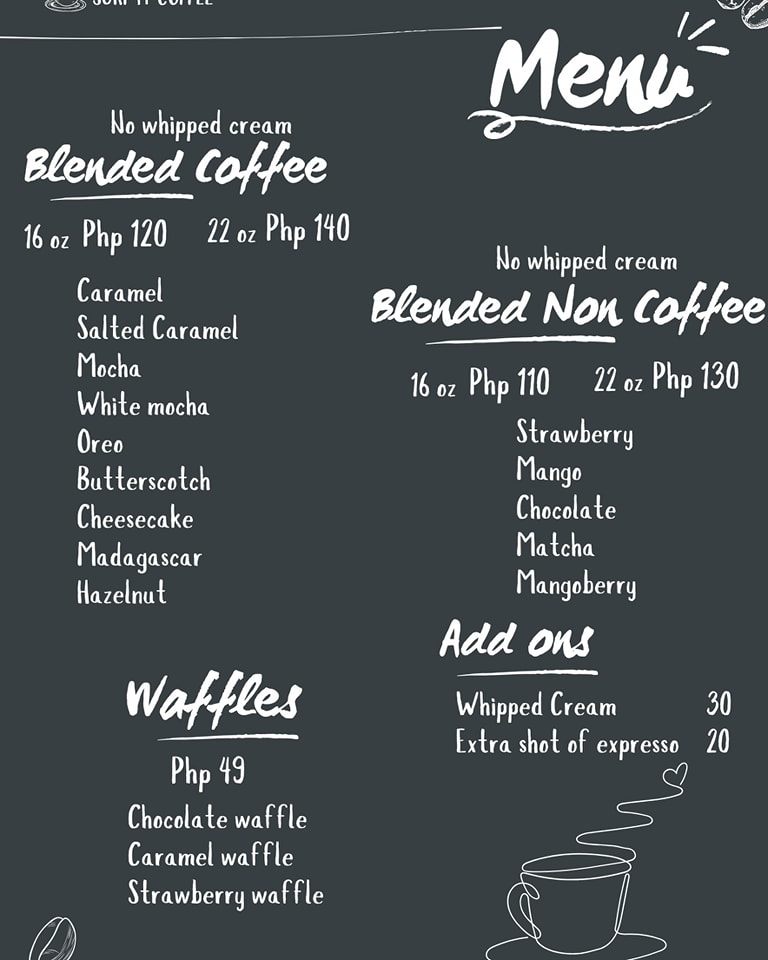 COFFEE
Menu
No whipped cream
Blended Coffee
16 oz Php 120 22 oz Php 140
Caramel
Salted Caramel
Mocha
White mocha
Oreo
Butterscotch
Cheesecake
Madagascar
Hazelnut
No whipped cream
Blended Non Coffee
16 oz Php 110 22 oz Php 130
Strawberry
Mango
Chocolate
Matcha
Mangoberry
Add ons
Whipped Cream 30
Extra shot of expresso 20
Waffles
Php 49
Chocolate waffle
Caramel waffle
Strawberry waffle